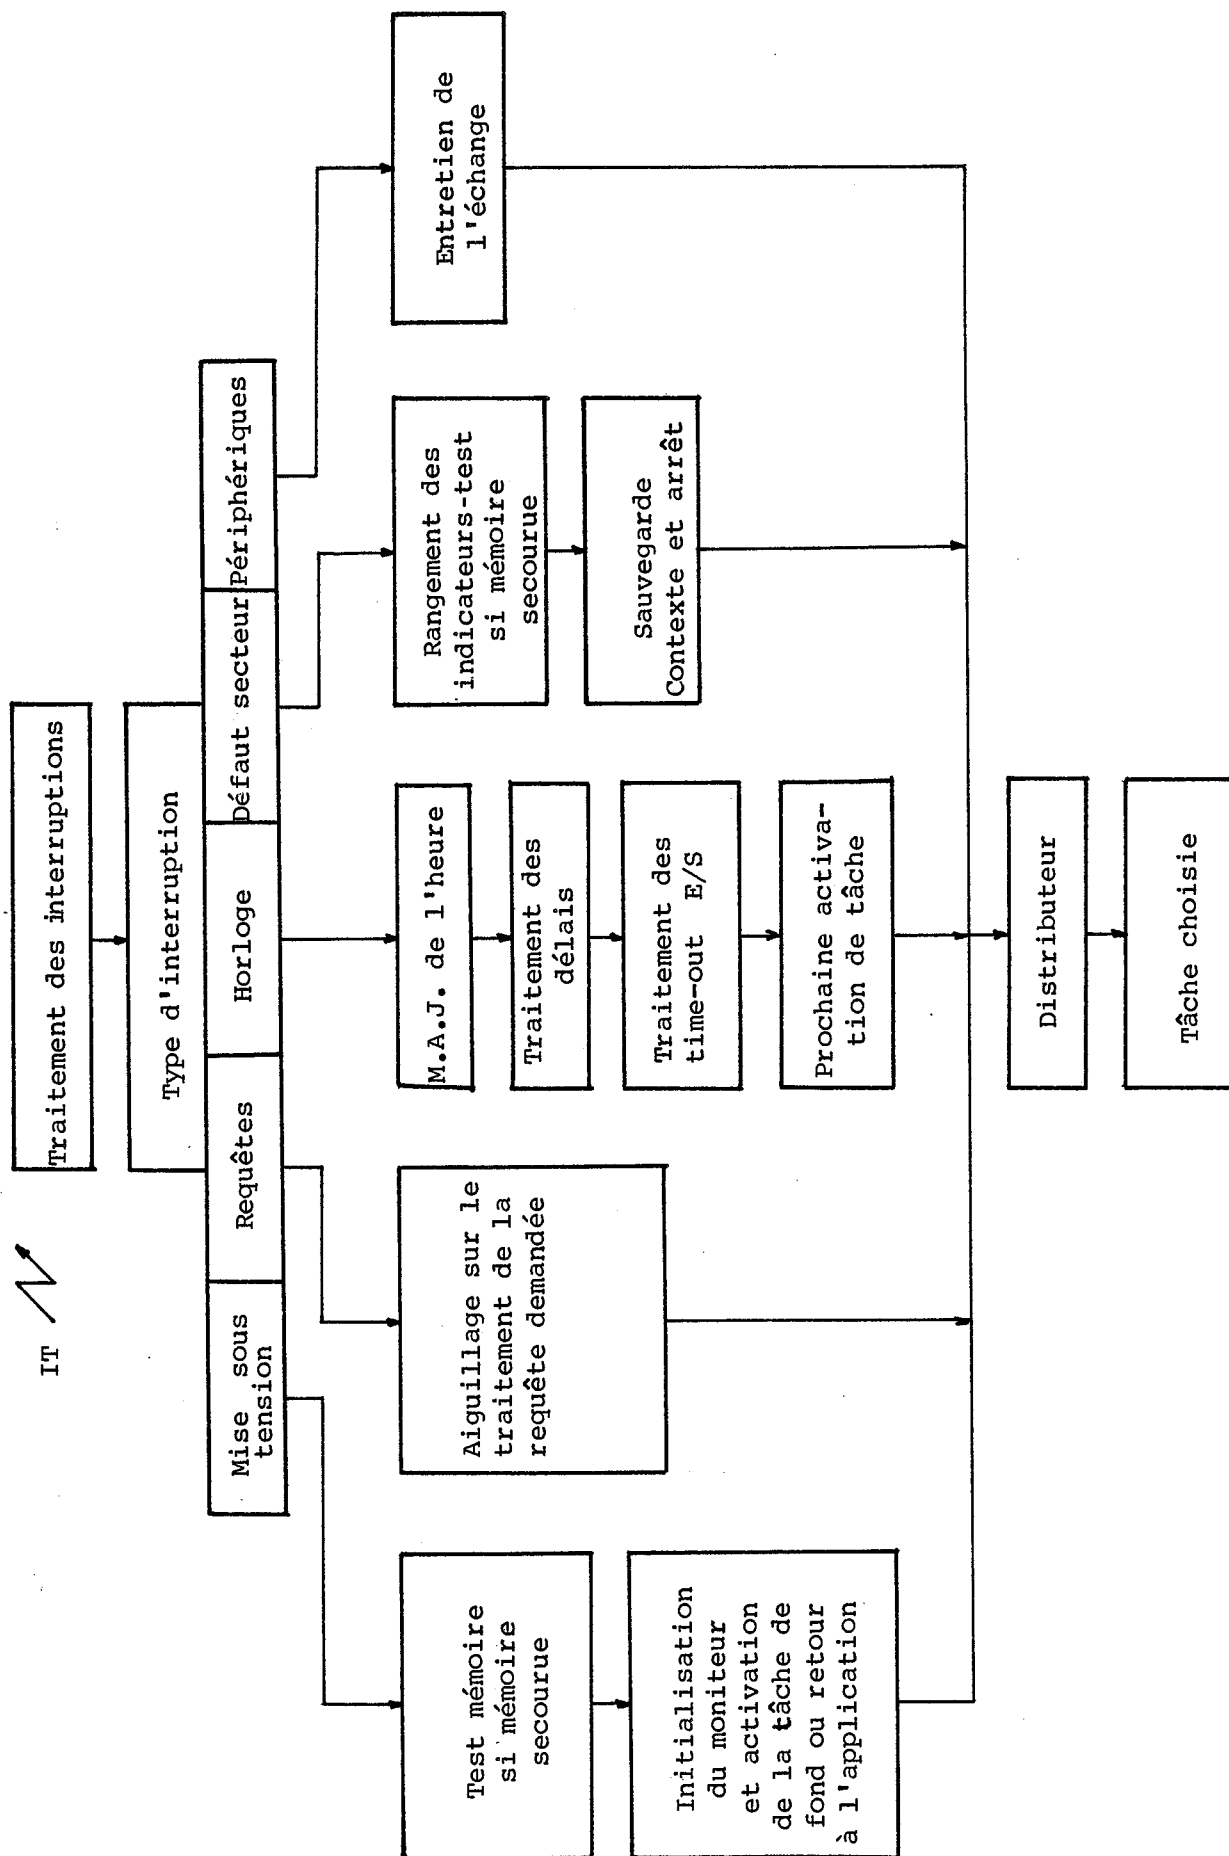 IT
Traitement des interruptions
Type d'interruption
Mise sous
tension
Requêtes
Horloge
Défaut secteur
Périphériques
Test mémoire
si mémoire
secourue
Initialisation
du moniteur
et activation
de la tâche de
fond ou retour
à l'application
Aiguillage sur le
traitement de la
requête demandée
M.A.J. de l'heure
Traitement des
délais
Traitement des
time-out E/S
Prochaine activa-
tion de tâche
Rangement des
indicateurs-test
si mémoire
secourue
Sauvegarde
Contexte et arrêt
Entretien de
l'échange
Distributeur
Tâche choisie